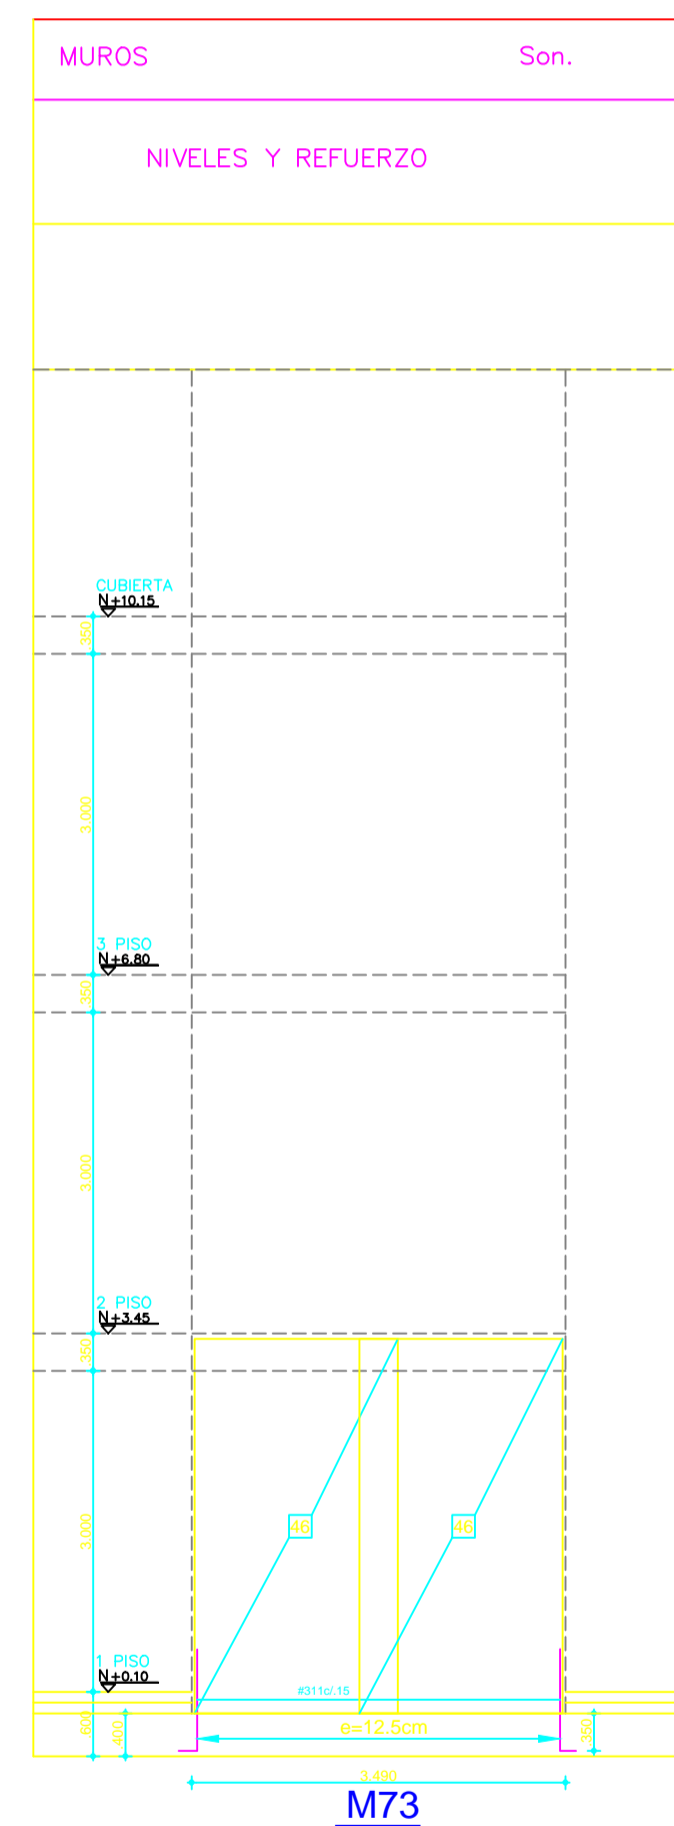 MUROS Son.
NIVELES Y REFUERZO
CUBIERTA
N+10.15
.350
3.000
3 PISO
N+6.80
.350
3.000
2 PISO
N+3.45
.350
3.000
46 46
1 PISO
N+0.10
#311c/.15
.600
.400
e=12.5cm
.350
3.490
M73